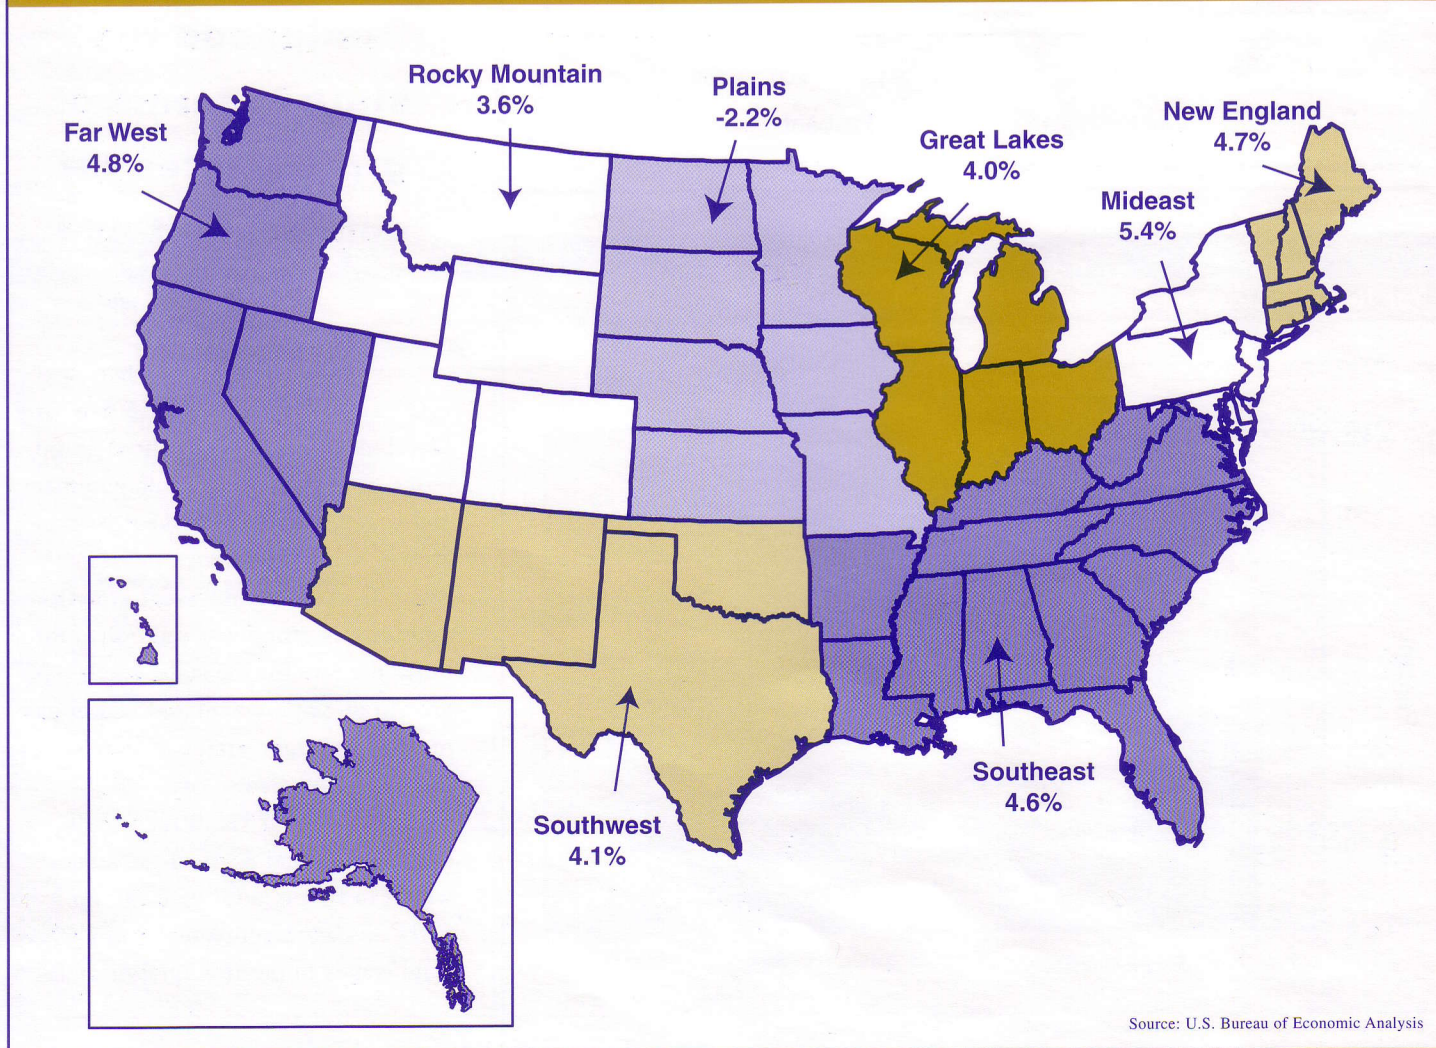 Rocky Mountain
3.6%
Plains
-2.2%
New England
4.7%
Far West
4.8%
Great Lakes
4.0%
Mideast
5.4%
Southeast
4.6%
Southwest
4.1%
Source: U.S. Bureau of Economic Analysis